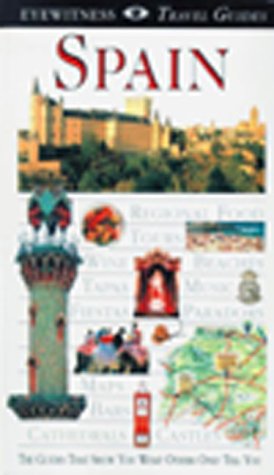 EYEWITNESS TRAVEL GUIDES
SPAIN
REGIONAL FOOD
TOURS
WINE BEACHES
TAPAS MUSIC
FIESTAS PARADORS
MAPS
BARS
CATHEDRALS CASTLES
THE GUIDES THAT SHOW YOU WHAT OTHERS ONLY TELL YOU